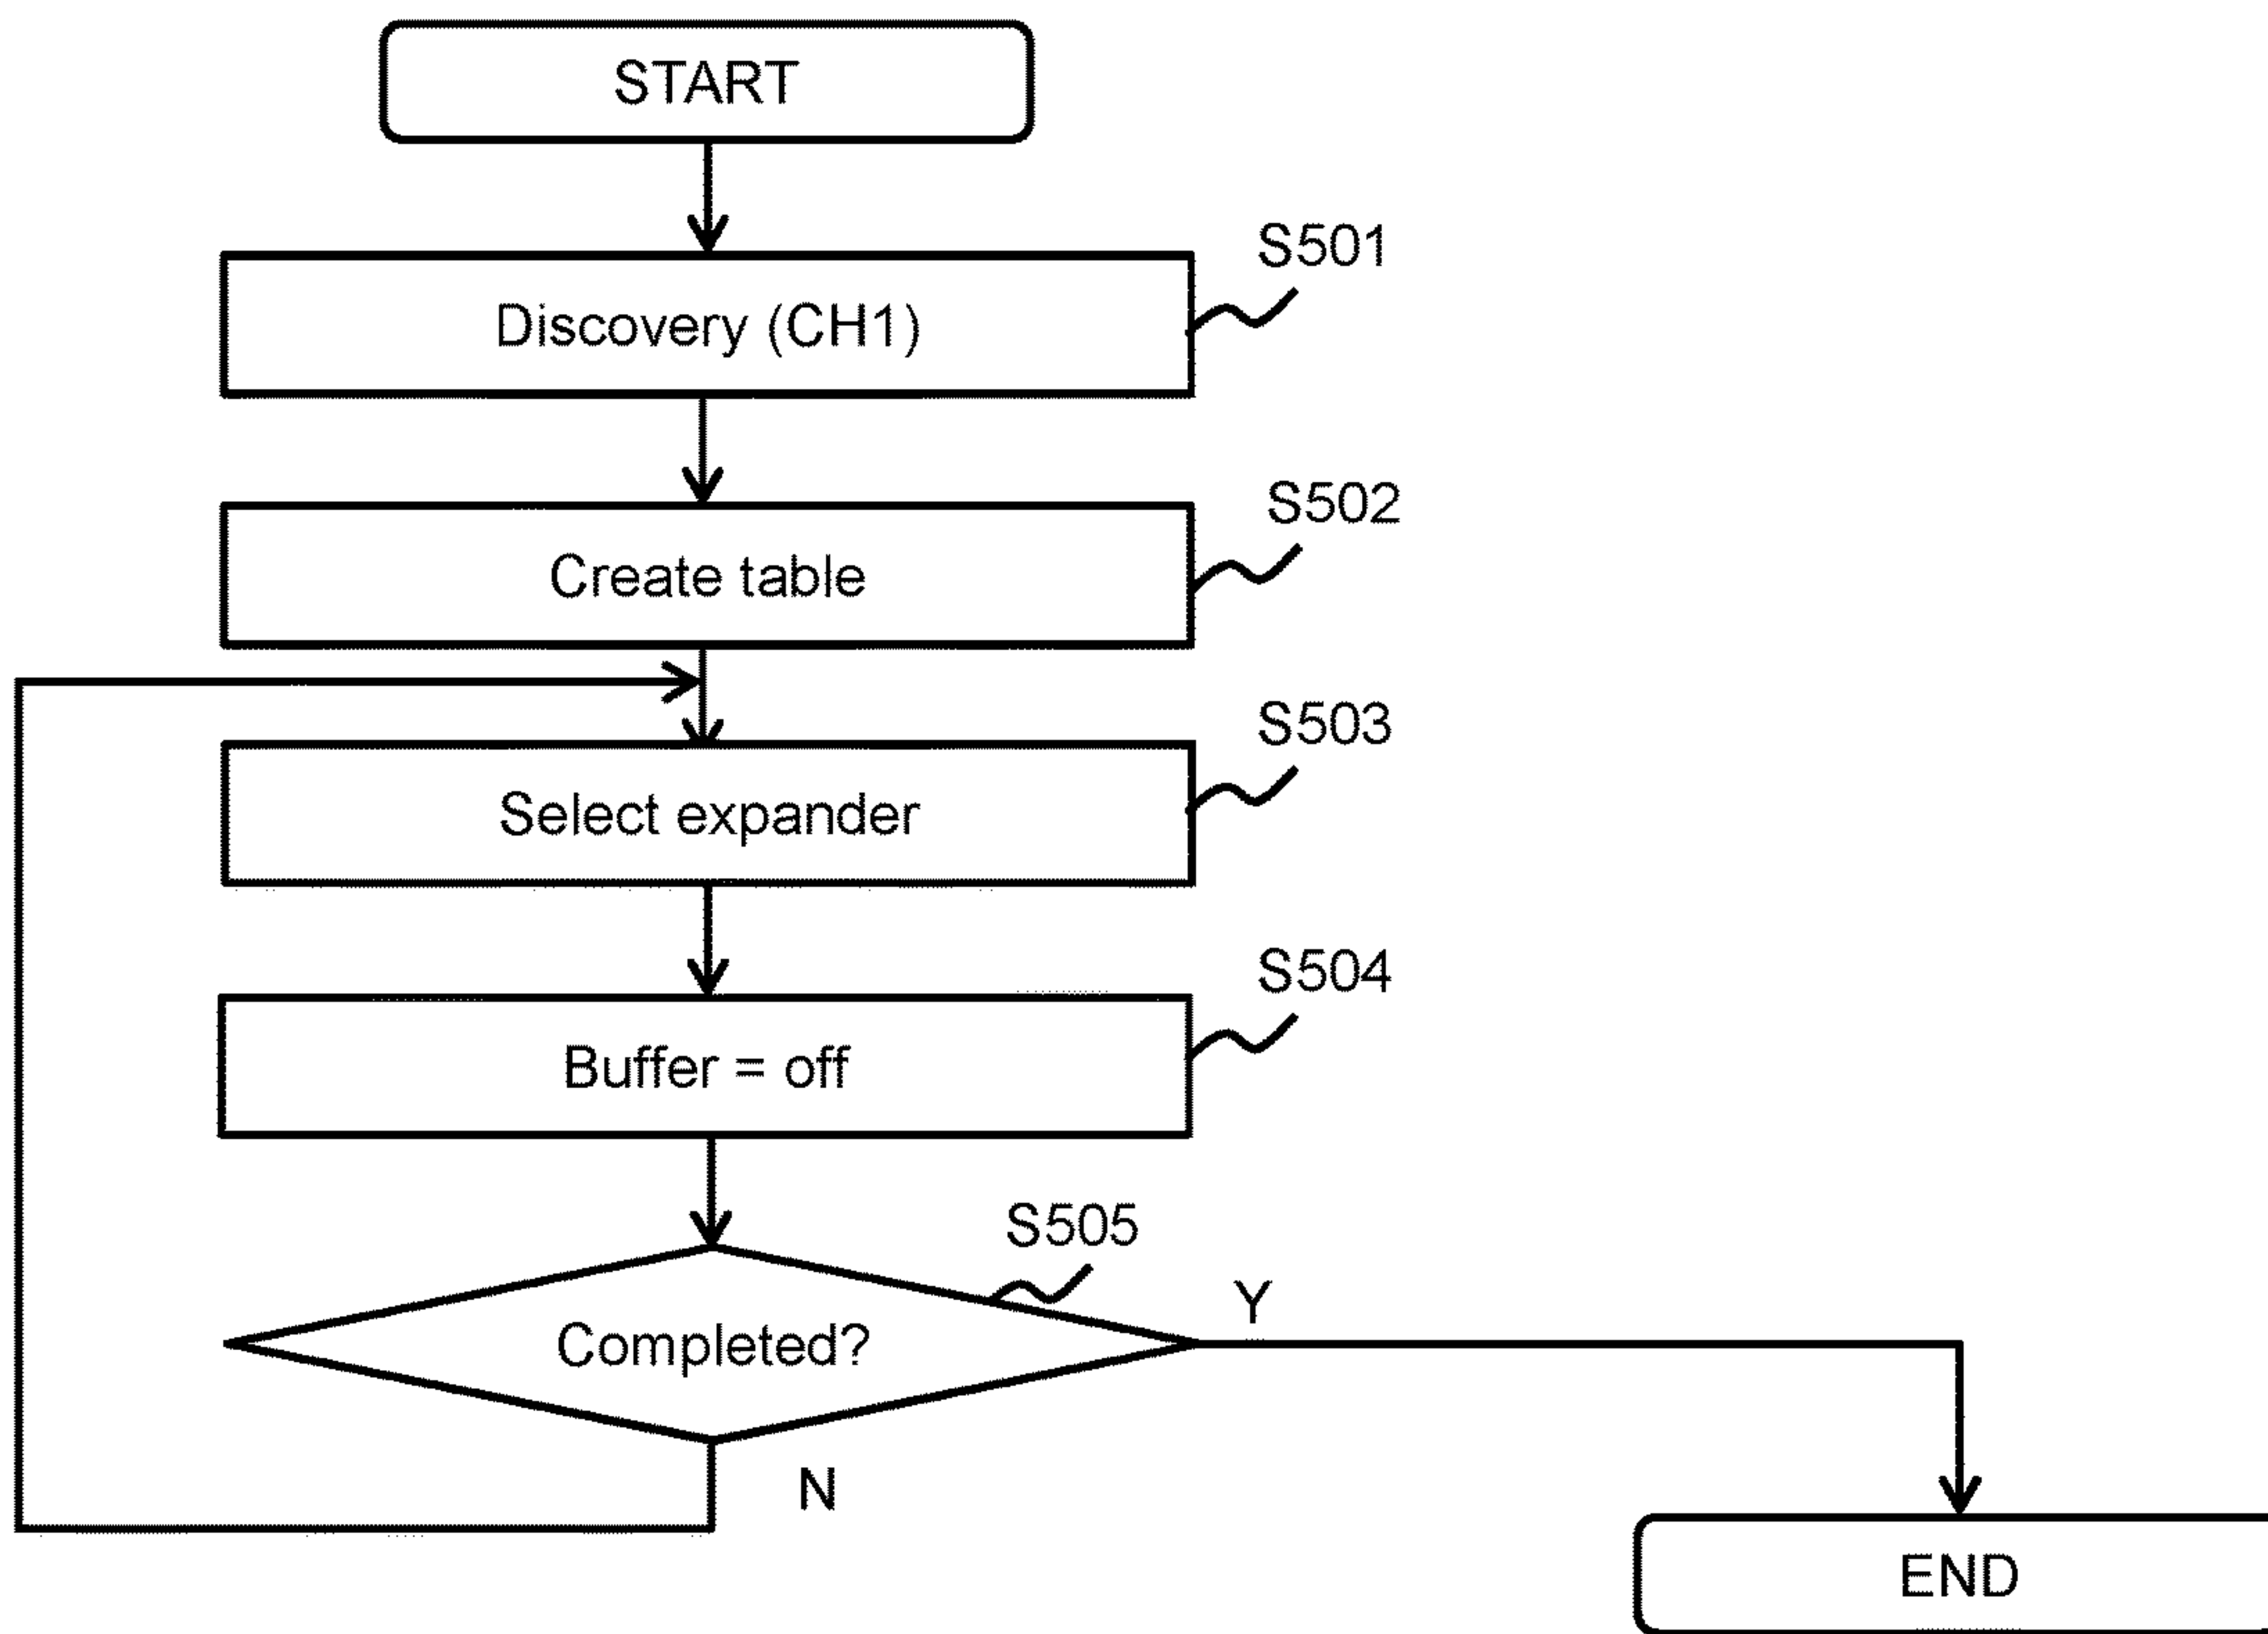 START
S501
Discovery (CH1)
S502
Create table
S503
Select expander
S504
Buffer = off
S505
Y
Completed?
N
END